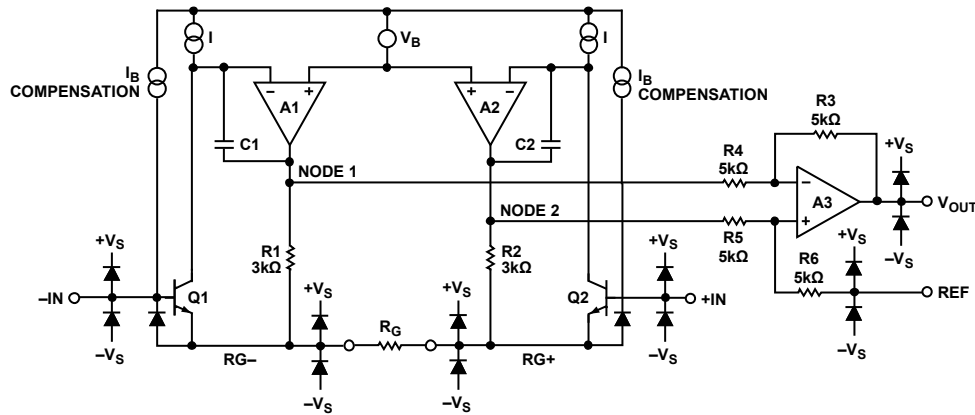 I
V_B
I
I_B
COMPENSATION
I_B
COMPENSATION
−
+
A1
+
−
A2
C1
C2
NODE 1
NODE 2
R1
3kΩ
R2
3kΩ
R3
5kΩ
R4
5kΩ
R5
5kΩ
R6
5kΩ
−
+
A3
+V_S
V_OUT
−V_S
+V_S
REF
−V_S
+V_S
−IN
−V_S
Q1
+V_S
R_G
+V_S
−V_S
−V_S
RG−
RG+
Q2
+V_S
+IN
−V_S